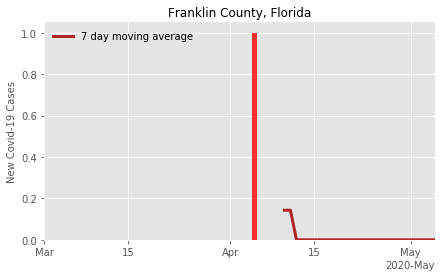 Franklin County, Florida
7 day moving average
New Covid-19 Cases
1.0
0.8
0.6
0.4
0.2
0.0
Mar
15
Apr
15
May
2020-May